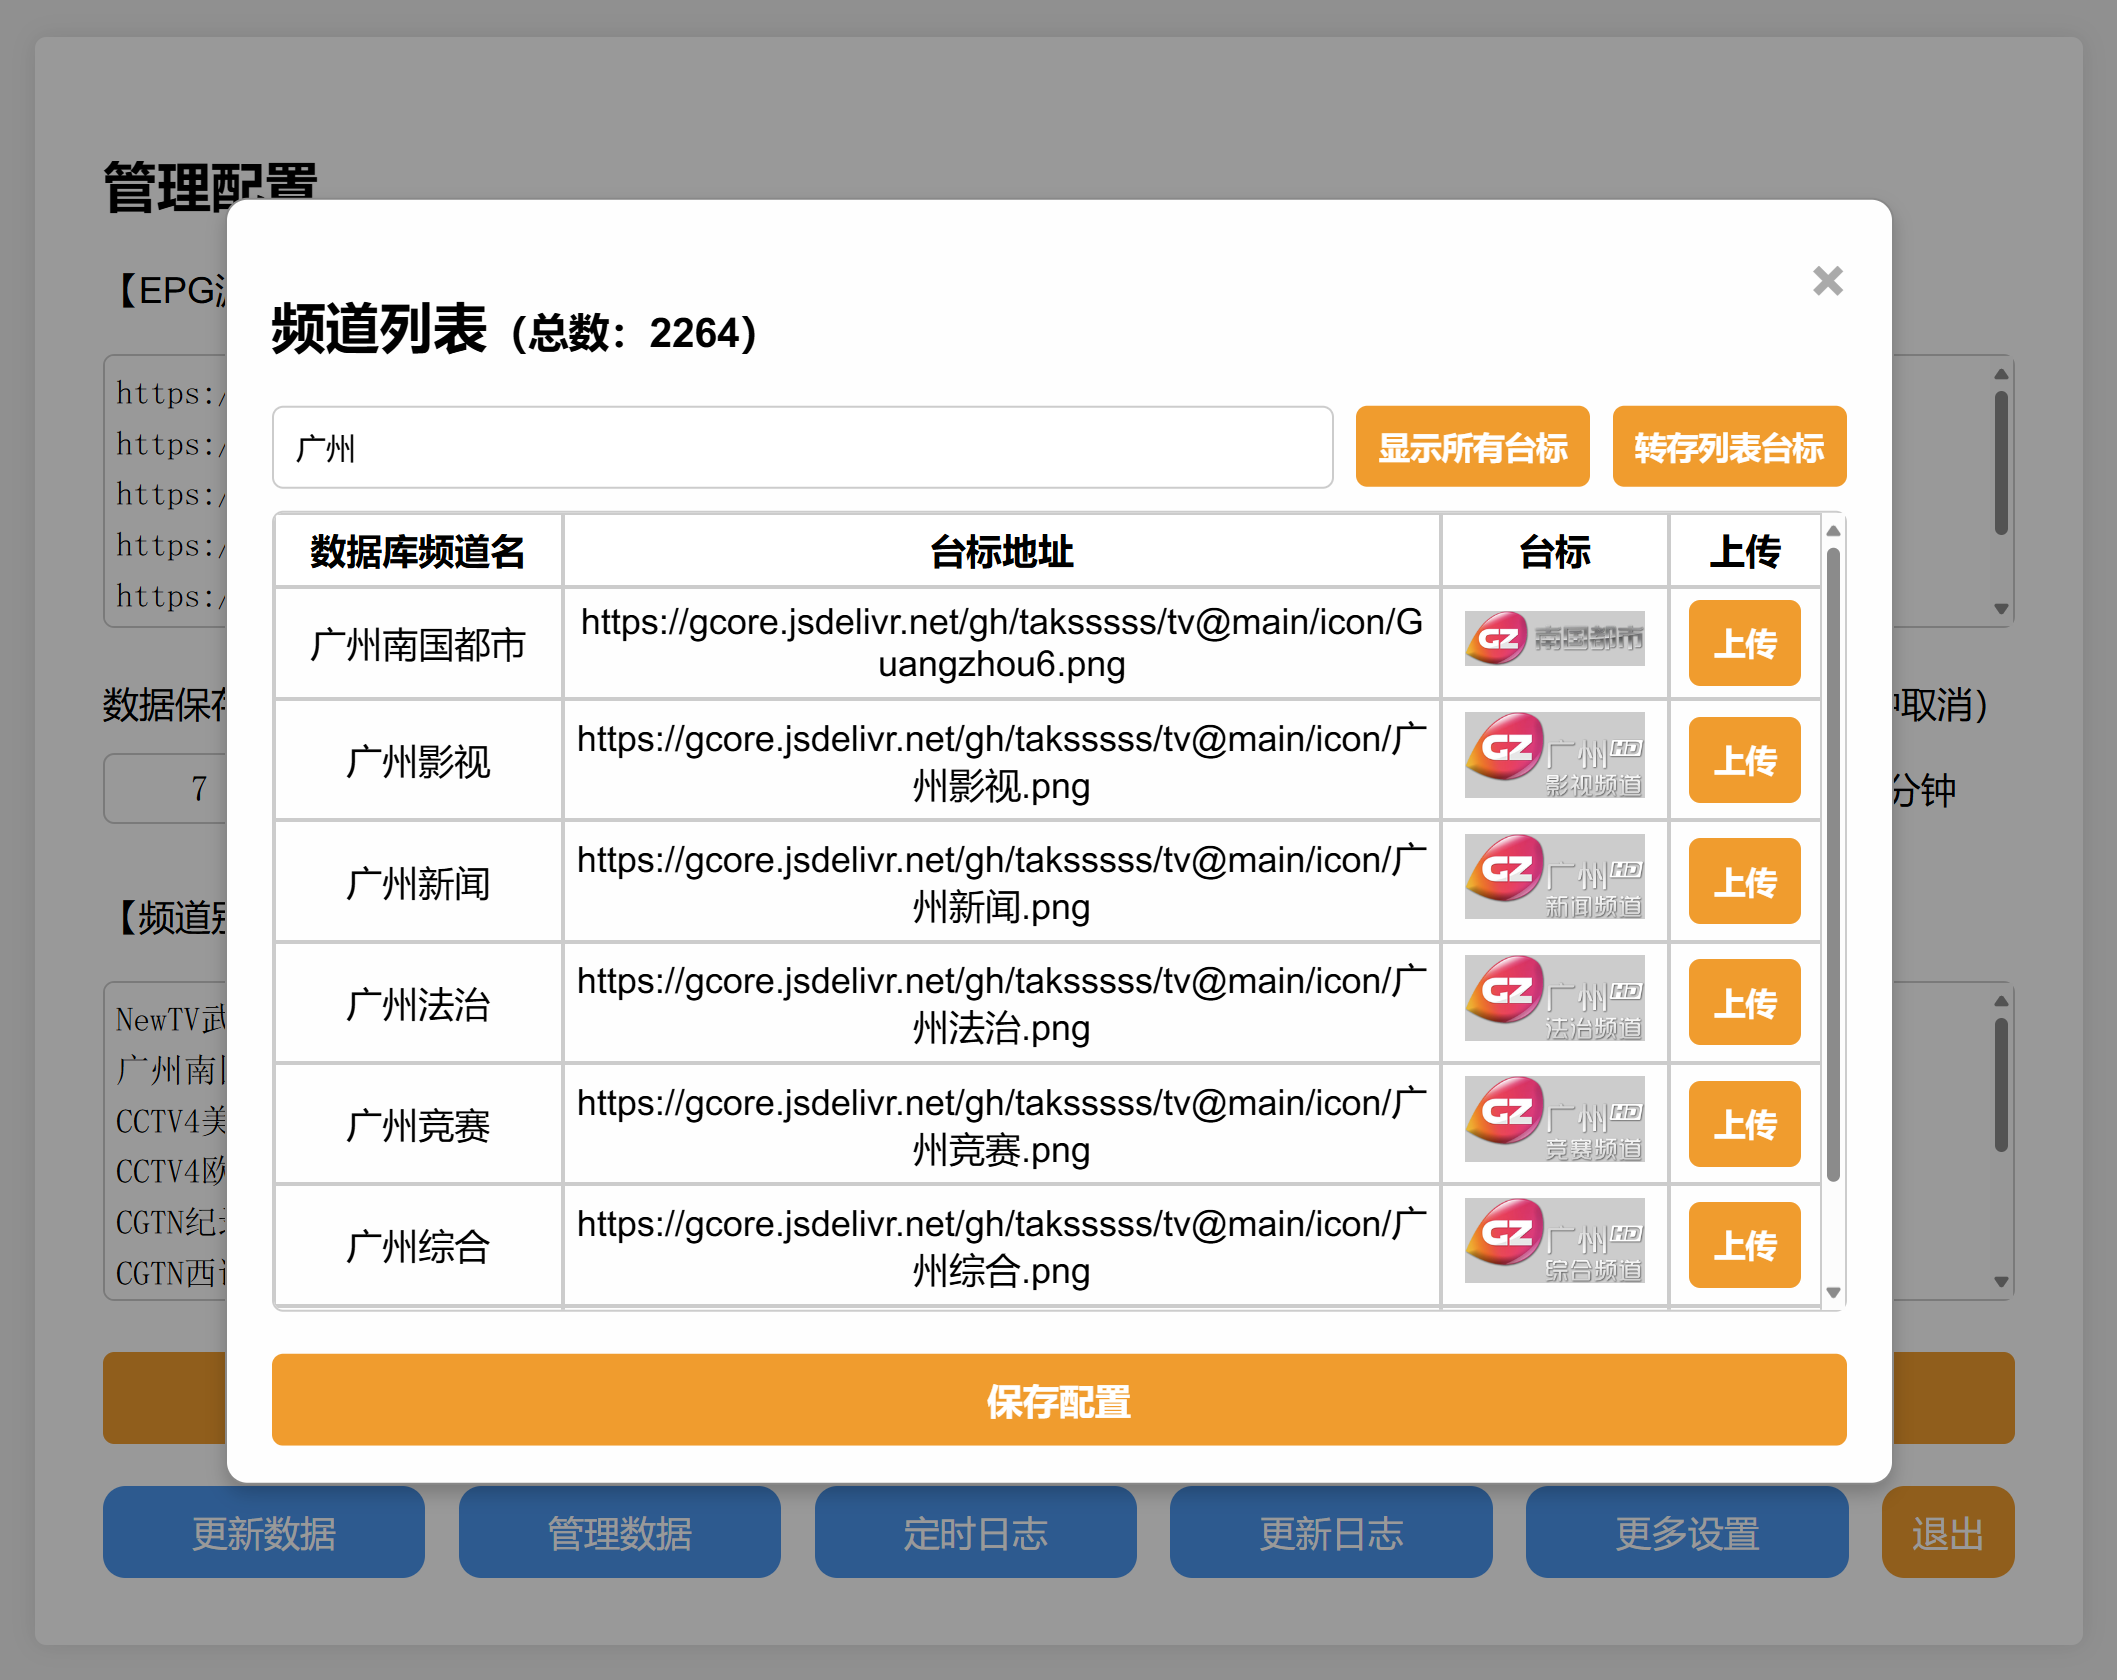 管理配置
【EPG
https:/
https:/
https:/
https:/
https:/
数据保存
取消）
7
分钟
【频道别
NewTV武
广州南国
CCTV4美
CCTV4欧
CGTN纪
CGTN西
频道列表（总数：2264）
×
广州
显示所有台标
转存列表台标
数据库频道名 台标地址 台标 上传
广州南国都市 https://gcore.jsdelivr.net/gh/taksssss/tv@main/icon/G
uangzhou6.png
GZ 南国都市
上传
广州影视 https://gcore.jsdelivr.net/gh/taksssss/tv@main/icon/广
州影视.png
GZ 广州HD
影视频道
上传
广州新闻 https://gcore.jsdelivr.net/gh/taksssss/tv@main/icon/广
州新闻.png
GZ 广州HD
新闻频道
上传
广州法治 https://gcore.jsdelivr.net/gh/taksssss/tv@main/icon/广
州法治.png
GZ 广州HD
法治频道
上传
广州竞赛 https://gcore.jsdelivr.net/gh/taksssss/tv@main/icon/广
州竞赛.png
GZ 广州HD
竞赛频道
上传
广州综合 https://gcore.jsdelivr.net/gh/taksssss/tv@main/icon/广
州综合.png
GZ 广州HD
综合频道
上传
保存配置
更新数据 管理数据 定时日志 更新日志 更多设置 退出